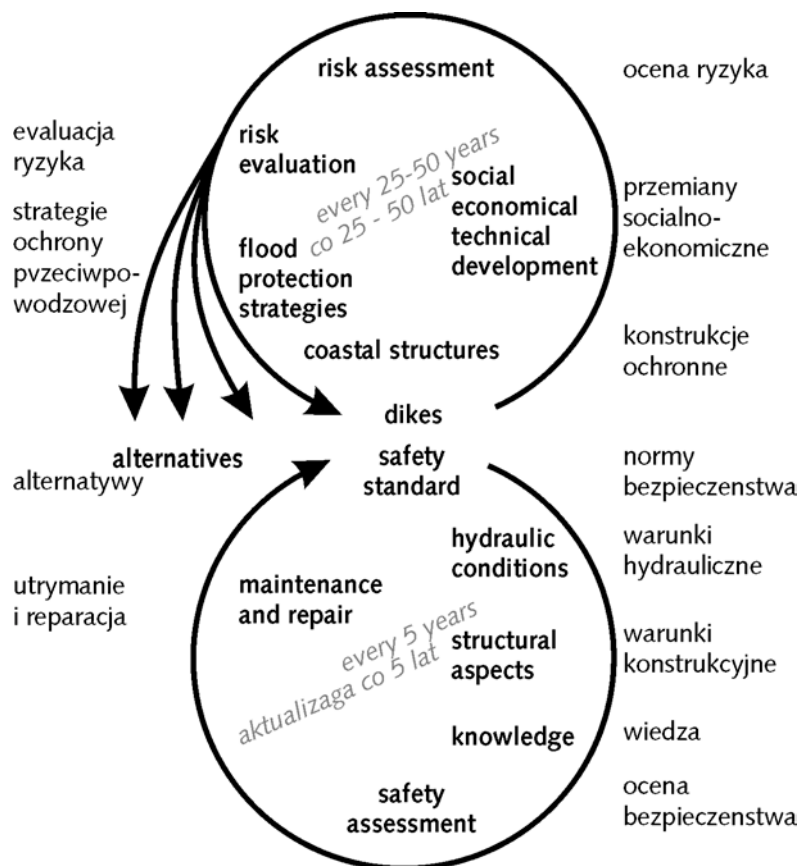 risk assessment
ocena ryzyka
evaluacja
ryzyka
risk
evaluation
every 25-50 years
co 25 - 50 lat
social
economical
technical
development
przemiany
socialno-
ekonomiczne
strategie
ochrony
pvzeciwpo-
wodzowej
flood
protection
strategies
coastal structures
konstrukcje
ochronne
dikes
alternatives
alternatywy
safety
standard
normy
bezpieczenstwa
hydraulic
conditions
warunki
hydrauliczne
utrymanie
i reparacja
maintenance
and repair
every 5 years
aktualizaga co 5 lat
structural
aspects
warunki
konstrukcyjne
knowledge
wiedza
safety
assessment
ocena
bezpieczenstwa